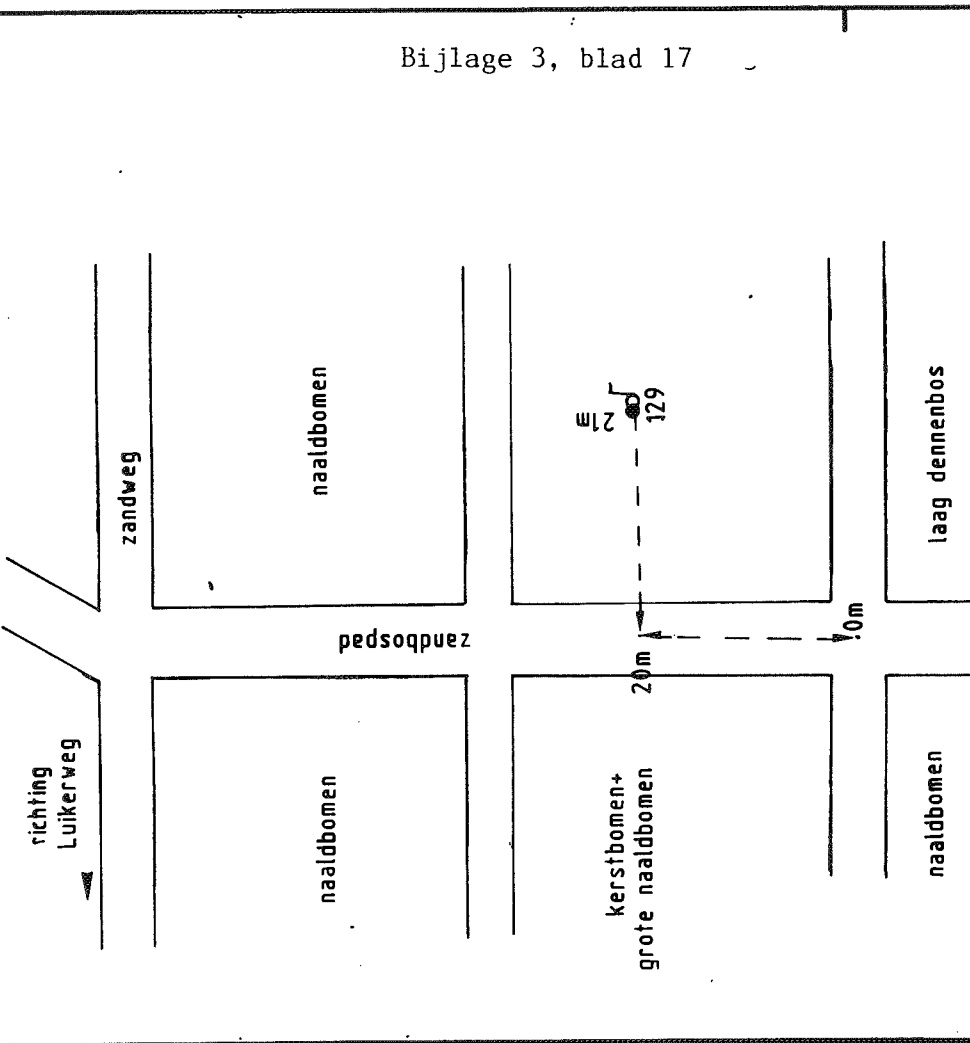 Bijlage 3, blad 17
richting
Luikerweg
zandweg
naaldbomen
naaldbomen
zandbospad
21m
129
20m
0m
kerstbomen+
grote naaldbomen
laag dennenbos
naaldbomen